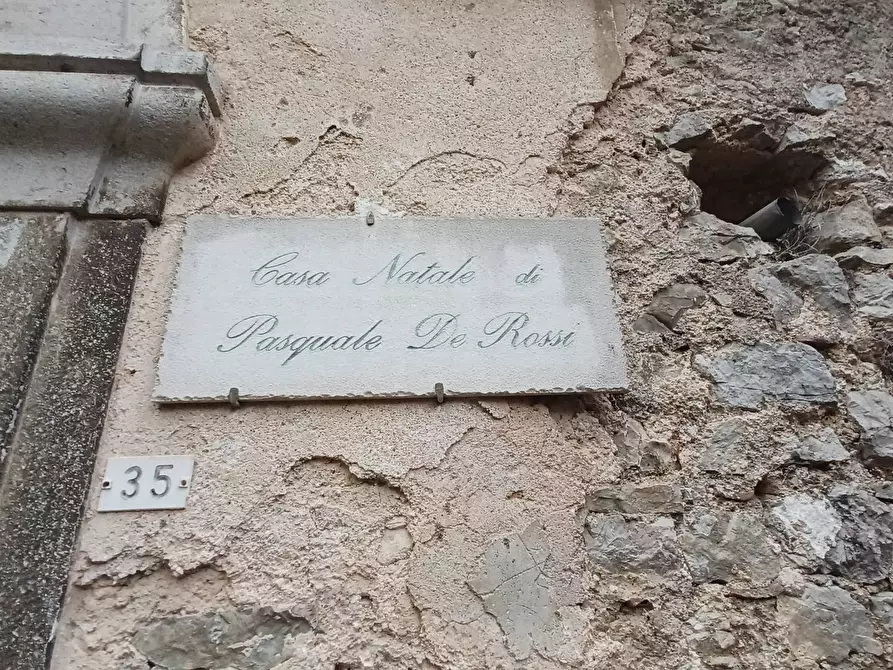 Casa Natale di
Pasquale De Rossi
35